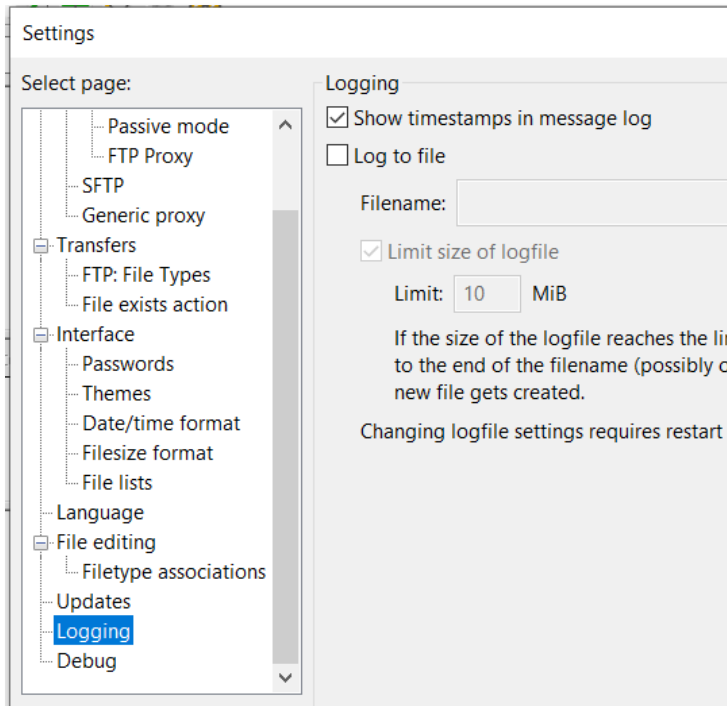 Settings
Select page:
Passive mode
FTP Proxy
SFTP
Generic proxy
Transfers
FTP: File Types
File exists action
Interface
Passwords
Themes
Date/time format
Filesize format
File lists
Language
File editing
Filetype associations
Updates
Logging
Debug
Logging
Show timestamps in message log
Log to file
Filename:
Limit size of logfile
Limit: 10 MiB
If the size of the logfile reaches the
to the end of the filename (possibly
new file gets created.
Changing logfile settings requires restart